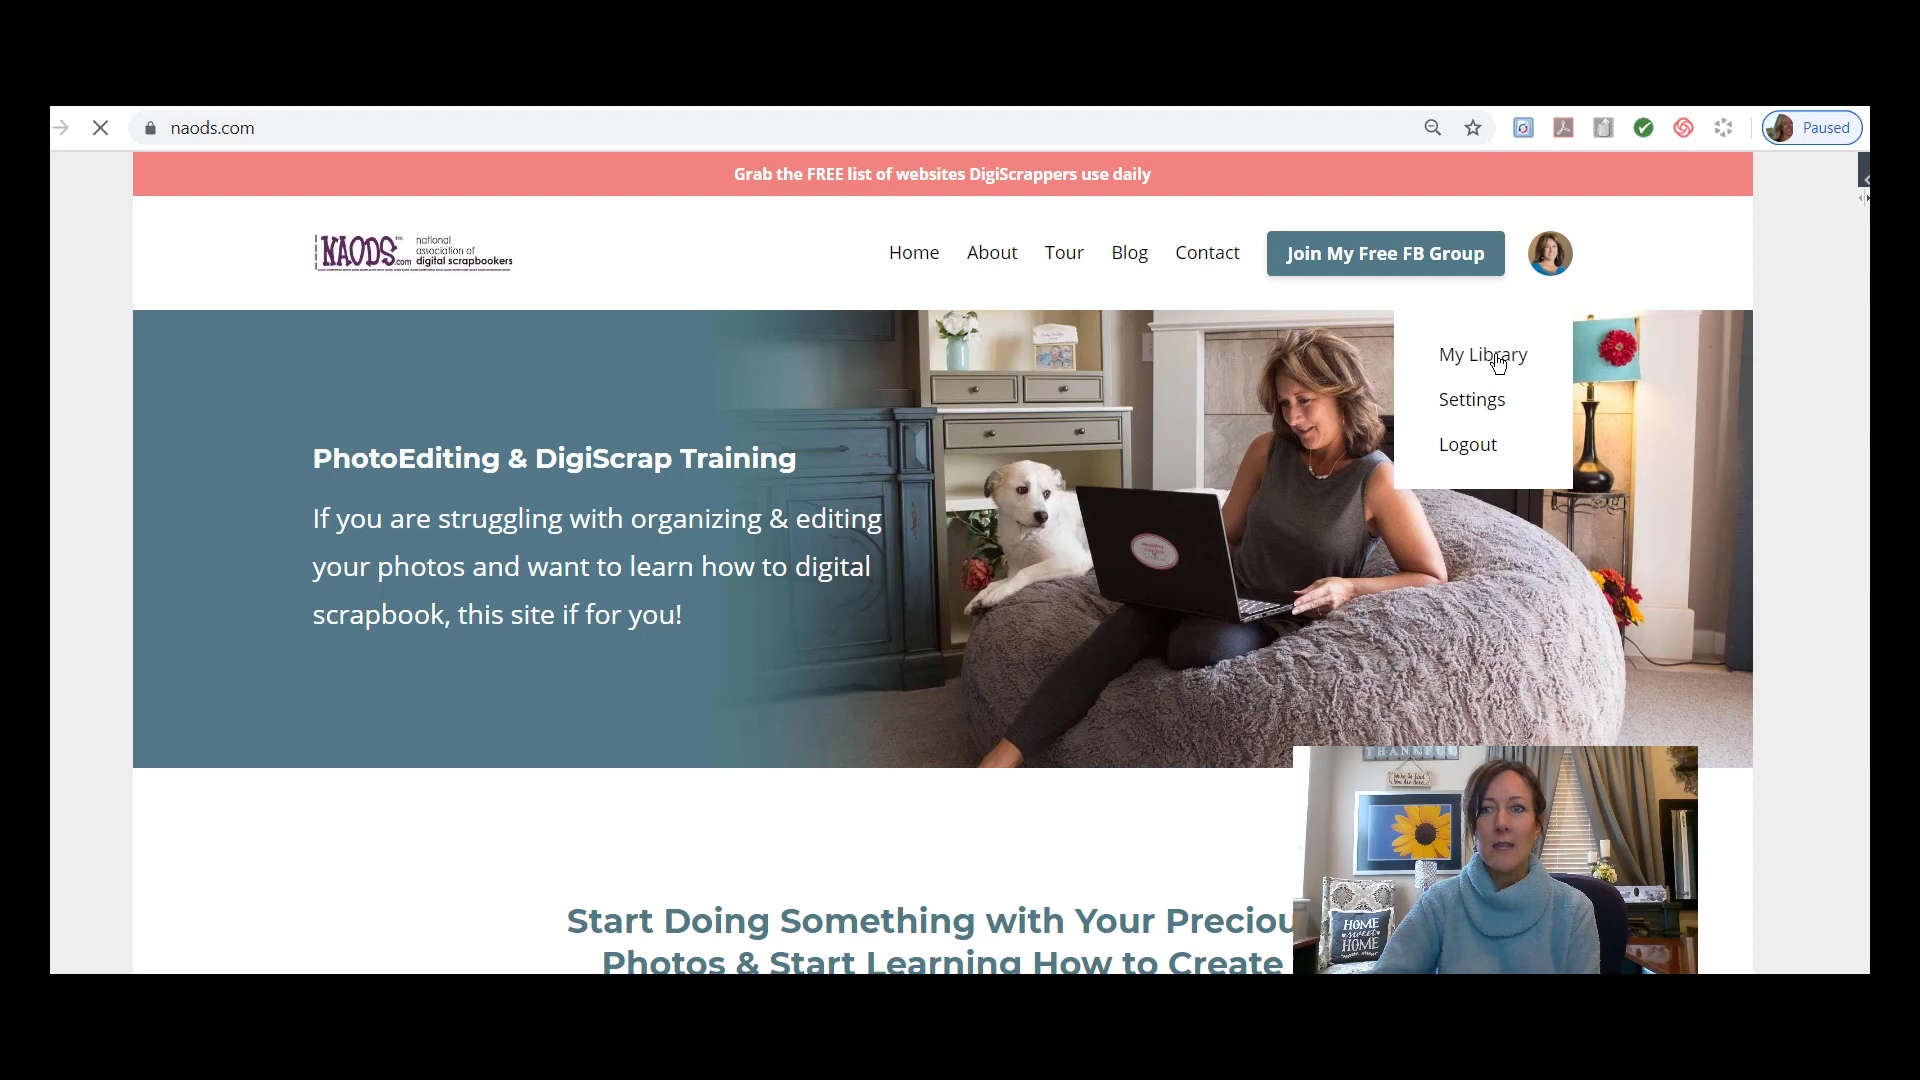 naods.com
Paused
Grab the FREE list of websites DigiScrappers use daily
NAODS.com
national
association of
digital scrapbookers
Home
About
Tour
Blog
Contact
Join My Free FB Group
My Library
Settings
Logout
PhotoEditing & DigiScrap Training
If you are struggling with organizing & editing
your photos and want to learn how to digital
scrapbook, this site if for you!
THANKFUL
HOME
sweet
HOME
Start Doing Something with Your Preciou
Photos & Start Learning How to Create